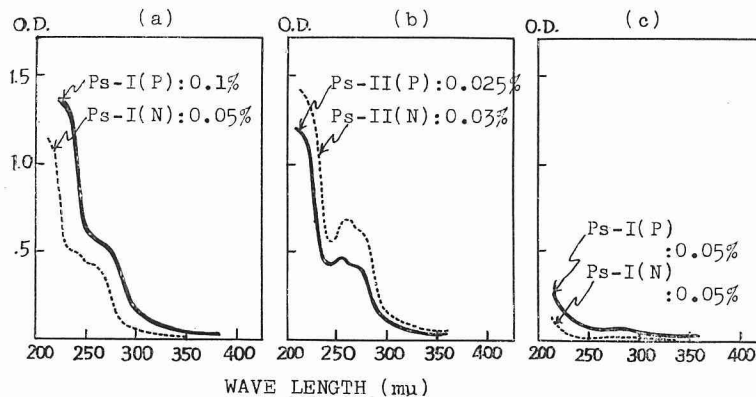 O.D. (a) O.D. (b) O.D. (c)
1.5
Ps-I(P):0.1%
Ps-I(N):0.05%
Ps-II(P):0.025%
Ps-II(N):0.03%
1.0
.5
Ps-I(P)
:0.05%
Ps-I(N)
:0.05%
200 250 300 350 400 200 250 300 350 400 200 250 300 350 400
WAVE LENGTH (mμ)